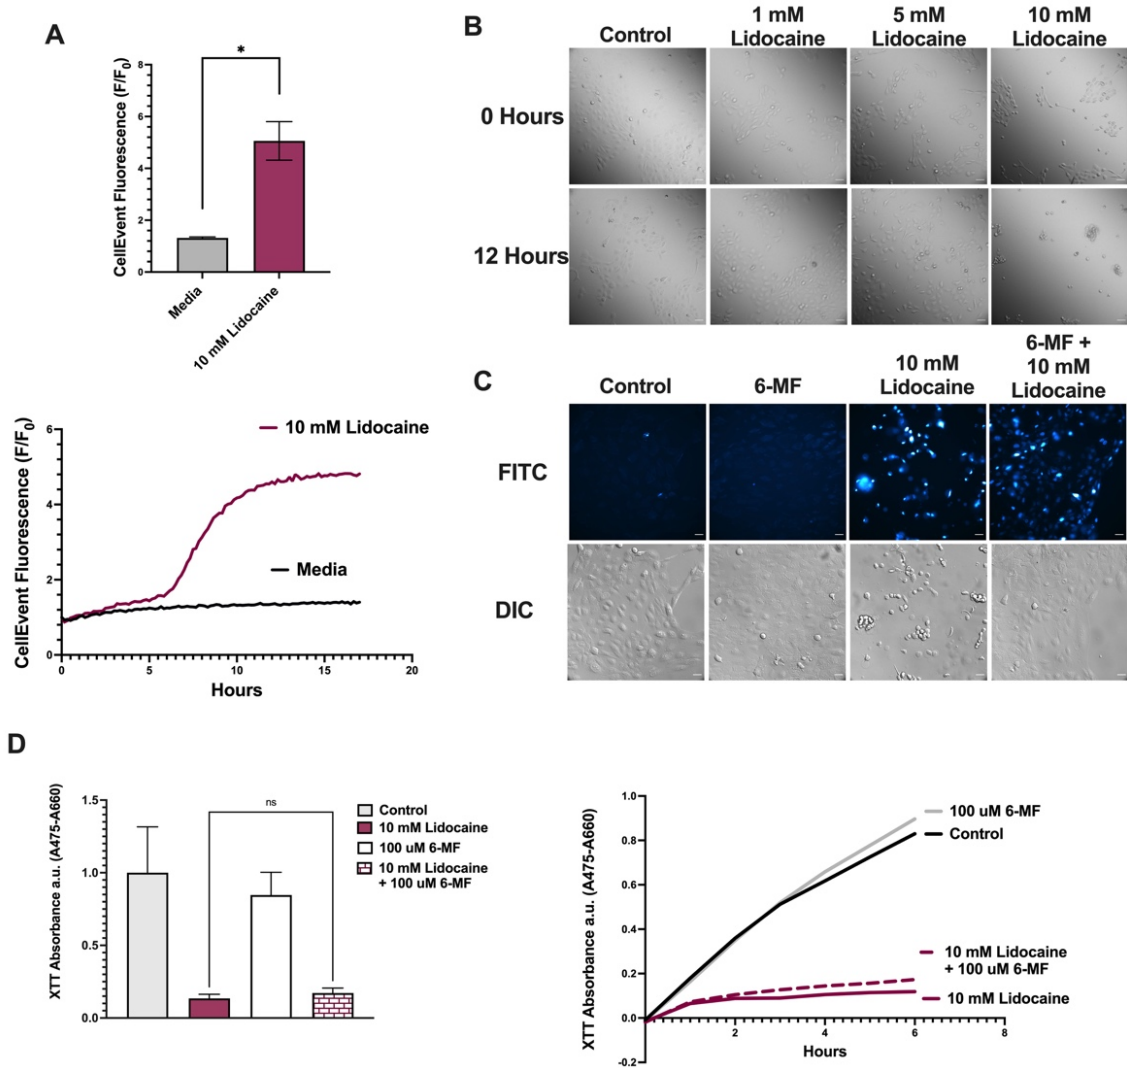 A
CellEvent Fluorescence (F/F0)
8
6
4
2
0
*
Media
10 mM Lidocaine
CellEvent Fluorescence (F/F0)
6
4
2
0
10 mM Lidocaine
Media
0
5
10
15
20
Hours
B
Control
1 mM
Lidocaine
5 mM
Lidocaine
10 mM
Lidocaine
0 Hours
12 Hours
C
Control
6-MF
10 mM
Lidocaine
6-MF +
10 mM
Lidocaine
FITC
DIC
D
XTT Absorbance a.u. (A475-A660)
1.5
1.0
0.5
0.0
ns
Control
10 mM Lidocaine
100 uM 6-MF
10 mM Lidocaine
+ 100 uM 6-MF
XTT Absorbance a.u. (A475-A660)
1.0
0.8
0.6
0.4
0.2
0.0
-0.2
100 uM 6-MF
Control
10 mM Lidocaine
+ 100 uM 6-MF
10 mM Lidocaine
2
4
6
8
Hours